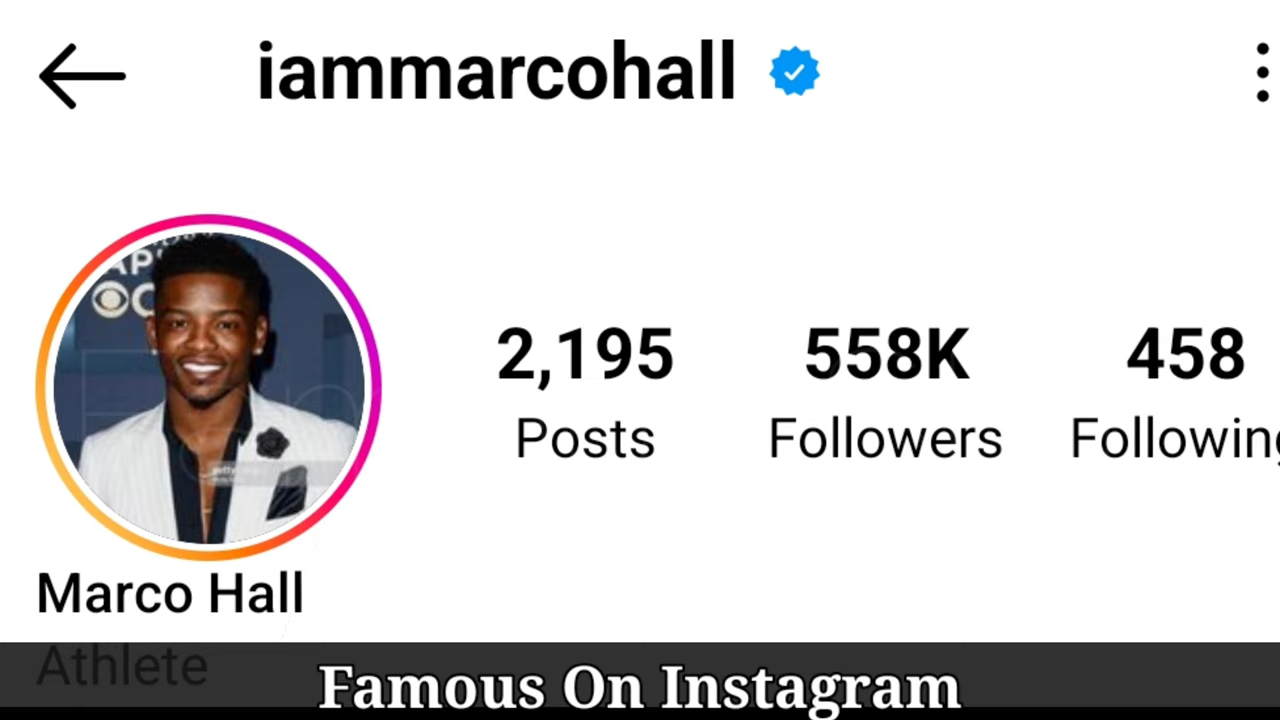 iammarcohall
2,195
558K
458
Posts
Followers
Following
Marco Hall
Athlete
Famous On Instagram